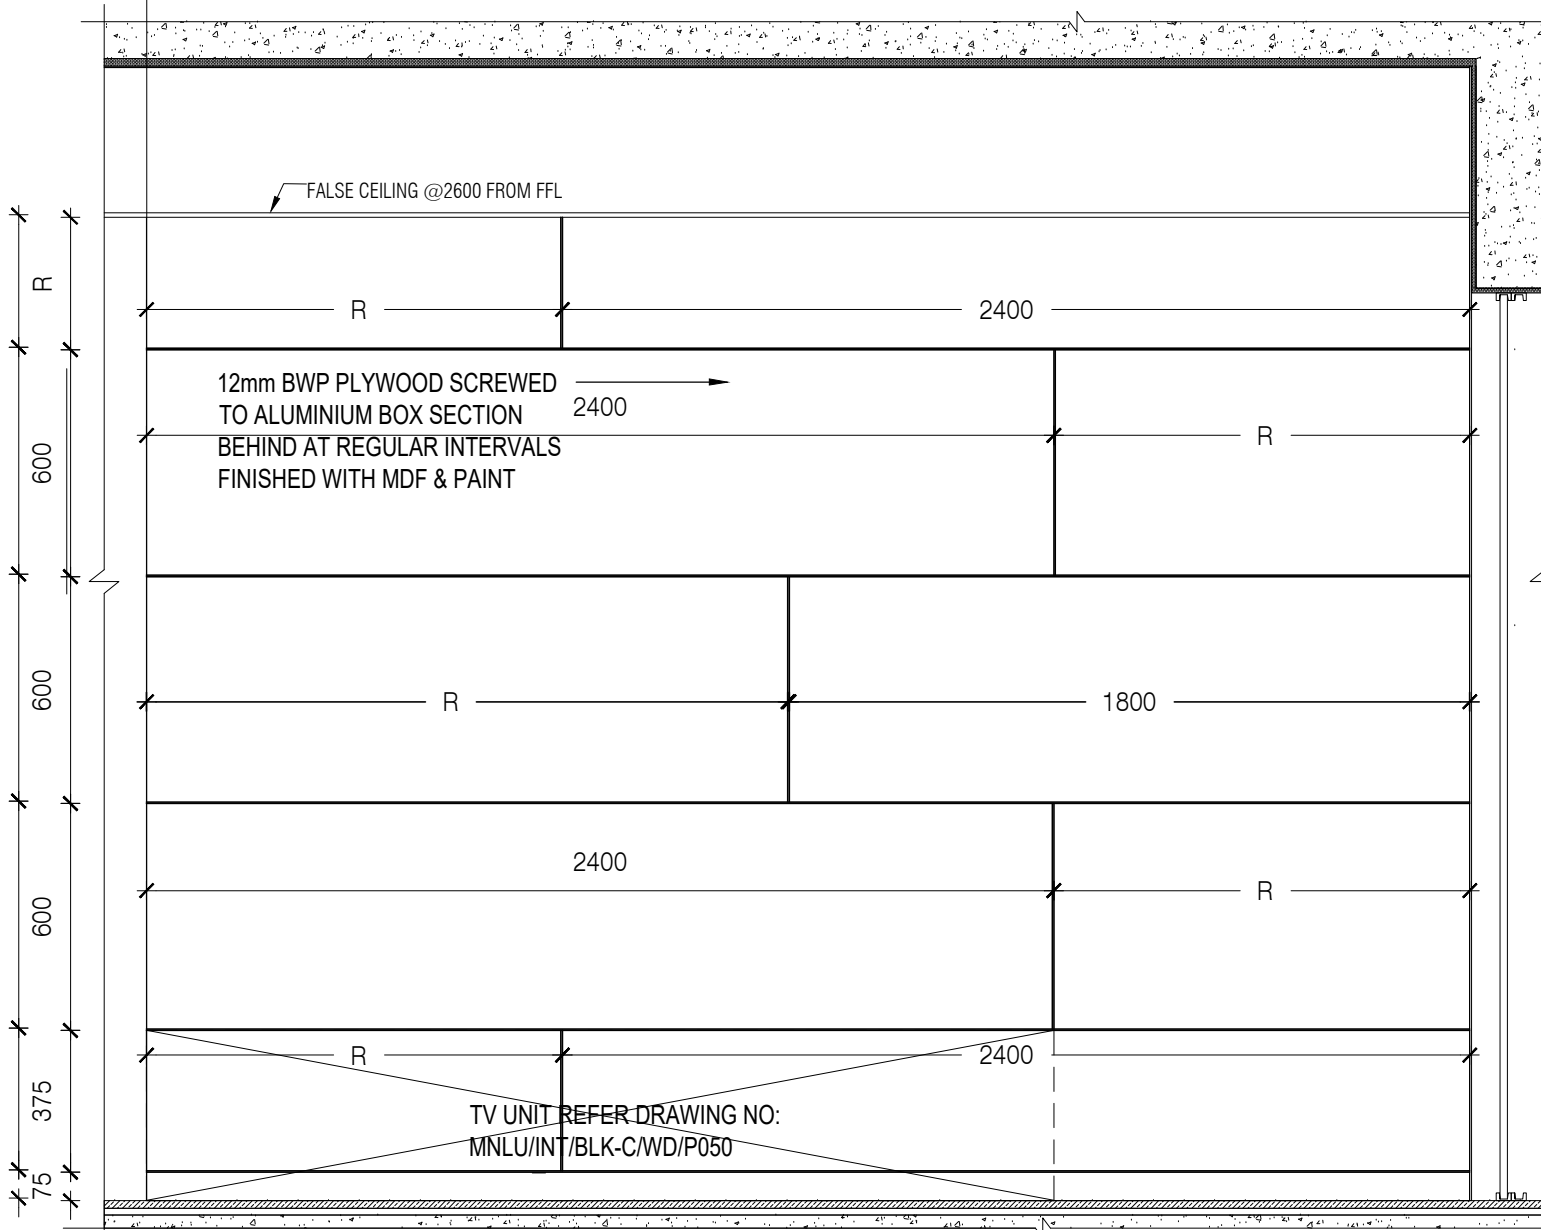 FALSE CEILING @2600 FROM FFL
R
R
2400
12mm BWP PLYWOOD SCREWED
TO ALUMINIUM BOX SECTION
BEHIND AT REGULAR INTERVALS
FINISHED WITH MDF & PAINT
2400
R
600
R
1800
600
2400
R
600
R
2400
375
TV UNIT REFER DRAWING NO:
MNLU/INT/BLK-C/WD/P050
75